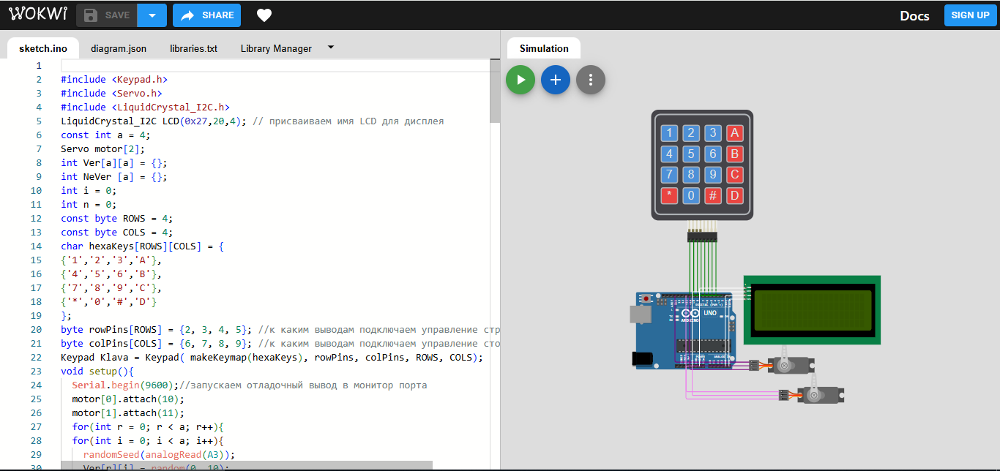 WOKWI SAVE SHARE Docs SIGN UP
sketch.ino diagram.json libraries.txt Library Manager Simulation
1
2 #include <Keypad.h>
3 #include <Servo.h>
4 #include <LiquidCrystal_I2C.h>
5 LiquidCrystal_I2C LCD(0x27,20,4); // присваиваем имя LCD для дисплея
6 const int a = 4;
7 Servo motor[2];
8 int Ver[a][a] = {};
9 int NeVer [a] = {};
10 int i = 0;
11 int n = 0;
12 const byte ROWS = 4;
13 const byte COLS = 4;
14 char hexaKeys[ROWS][COLS] = {
15 {'1','2','3','A'},
16 {'4','5','6','B'},
17 {'7','8','9','C'},
18 {'*','0','#','D'}
19 };
20 byte rowPins[ROWS] = {2, 3, 4, 5}; //к каким выводам подключаем управление стр
21 byte colPins[COLS] = {6, 7, 8, 9}; //к каким выводам подключаем управление сто
22 Keypad Klava = Keypad( makeKeymap(hexaKeys), rowPins, colPins, ROWS, COLS);
23 void setup(){
24 Serial.begin(9600);//запускаем отладочный вывод в монитор порта
25 motor[0].attach(10);
26 motor[1].attach(11);
27 for(int r = 0; r < a; r++){
28 for(int i = 0; i < a; i++){
29 randomSeed(analogRead(A3));
30 Ver[r][i] = random(0, 10);
1 2 3 A
4 5 6 B
7 8 9 C
* 0 # D
UNO
ARDUINO